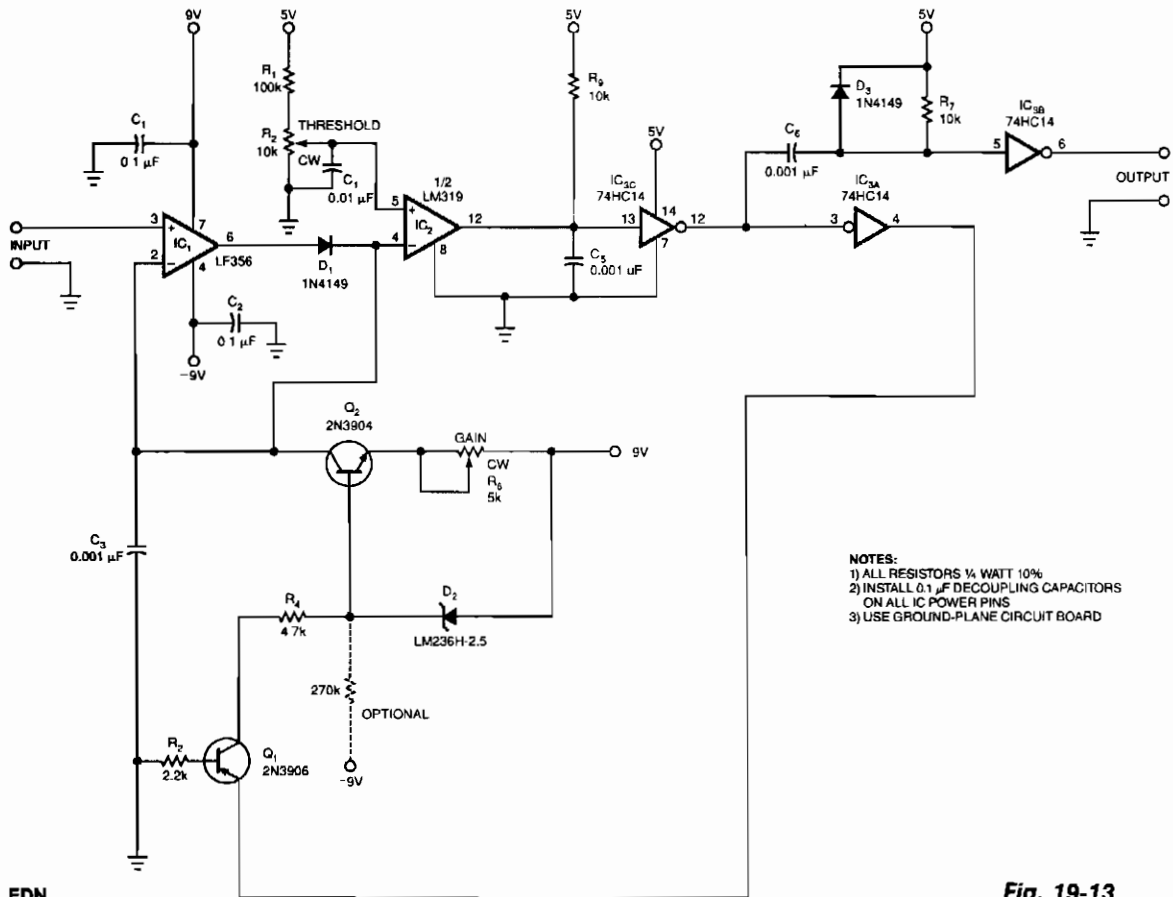 9V
5V
5V
5V
R1
100k
R9
10k
D3
1N4149
R7
10k
IC3B
74HC14
C1
0 1 µF
R2
10k
THRESHOLD
CW
C1
0.01 µF
5V
C6
0.001 µF
5
6
OUTPUT
1/2
LM319
IC3C
74HC14
IC3A
74HC14
3
7
5
12
13
14
12
3
4
INPUT
IC1
6
IC2
2
4
LF356
D1
1N4149
4
8
7
C5
0.001 uF
C2
0 1 µF
-9V
Q2
2N3904
GAIN
CW
R6
5k
9V
C3
0.001 µF
R4
4 7k
D2
LM236H-2.5
270k
OPTIONAL
-9V
R2
2.2k
Q1
2N3906
NOTES:
1) ALL RESISTORS ¼ WATT 10%
2) INSTALL 0.1 µF DECOUPLING CAPACITORS
ON ALL IC POWER PINS
3) USE GROUND-PLANE CIRCUIT BOARD
EDN
Fig. 19-13